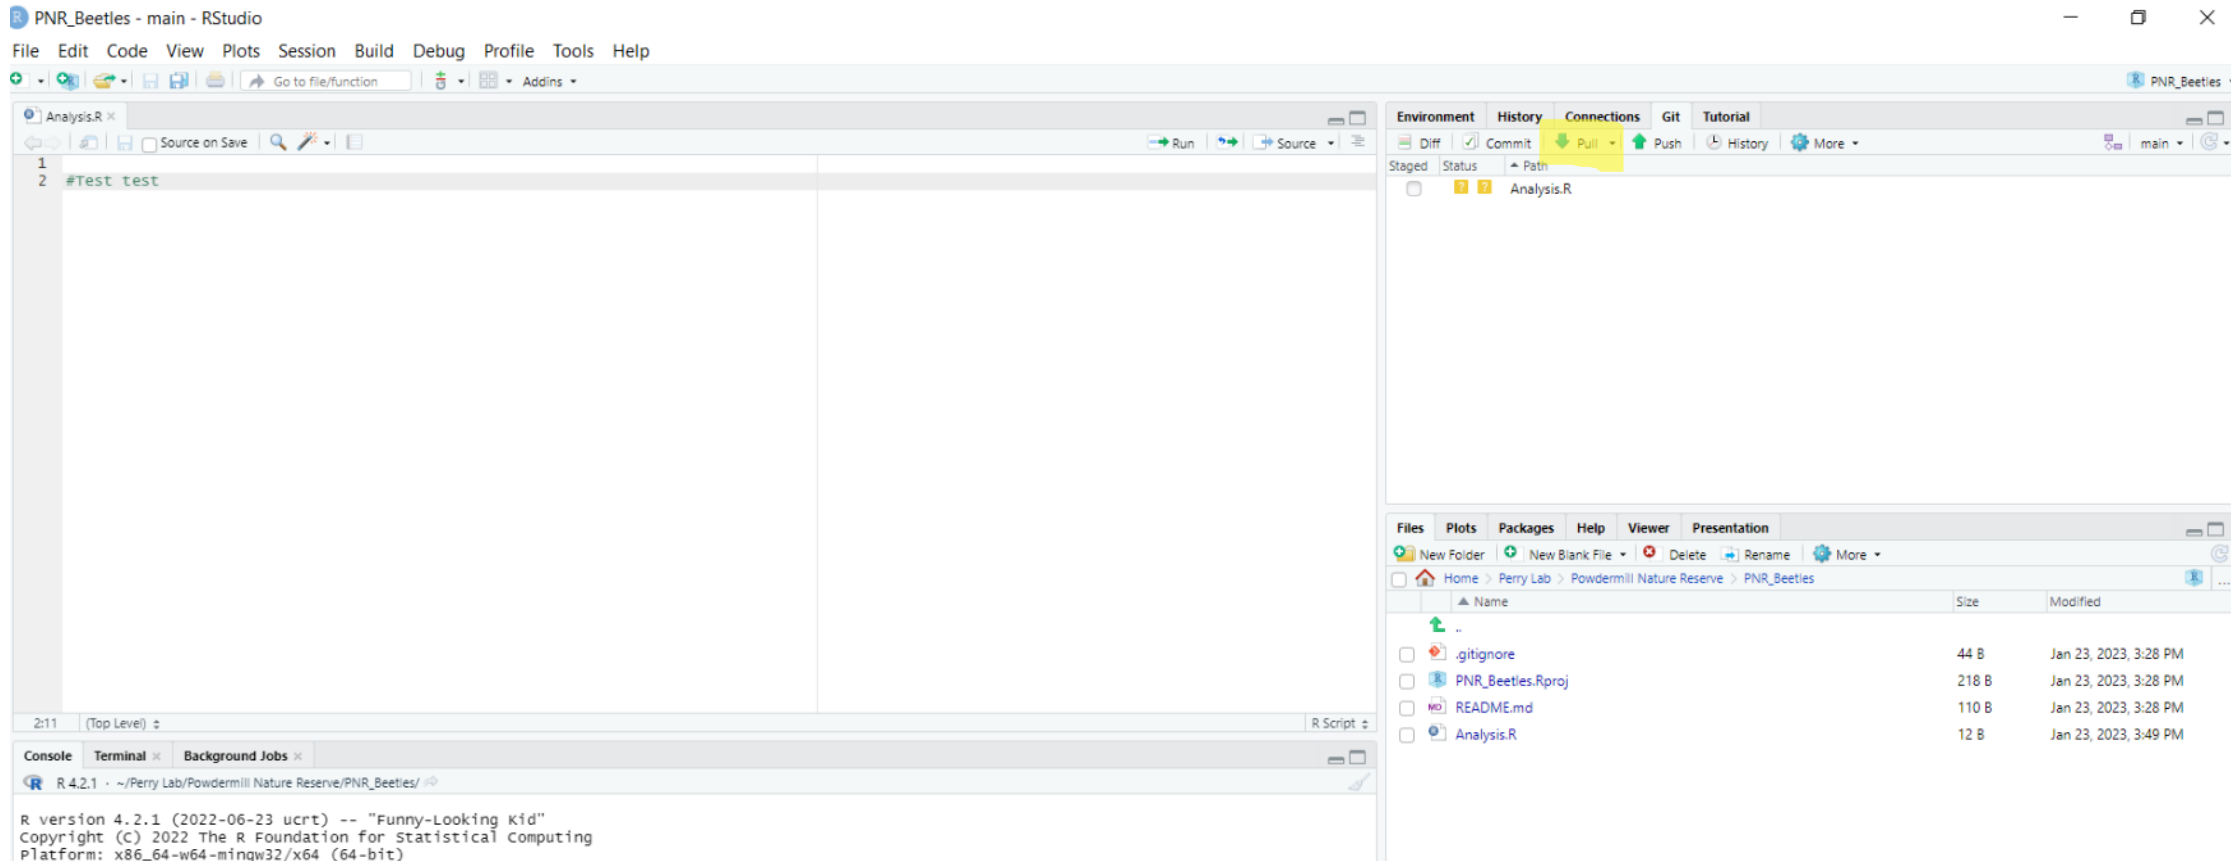 PNR_Beetles - main - RStudio
File Edit Code View Plots Session Build Debug Profile Tools Help
Go to file/function Addins PNR_Beetles
Analysis.R
Source on Save Run Source
1
2 #Test test
2:11 (Top Level) R Script
Console Terminal Background Jobs
R 4.2.1 · ~/Perry Lab/Powdermill Nature Reserve/PNR_Beetles/
R version 4.2.1 (2022-06-23 ucrt) -- "Funny-Looking Kid"
Copyright (C) 2022 The R Foundation for Statistical Computing
Platform: x86_64-w64-mingw32/x64 (64-bit)
Environment History Connections Git Tutorial
Diff Commit Pull Push History More main
Staged Status Path
? ? Analysis.R
Files Plots Packages Help Viewer Presentation
New Folder New Blank File Delete Rename More
Home > Perry Lab > Powdermill Nature Reserve > PNR_Beetles ...
Name Size Modified
..
.gitignore 44 B Jan 23, 2023, 3:28 PM
PNR_Beetles.Rproj 218 B Jan 23, 2023, 3:28 PM
MD README.md 110 B Jan 23, 2023, 3:28 PM
Analysis.R 12 B Jan 23, 2023, 3:49 PM